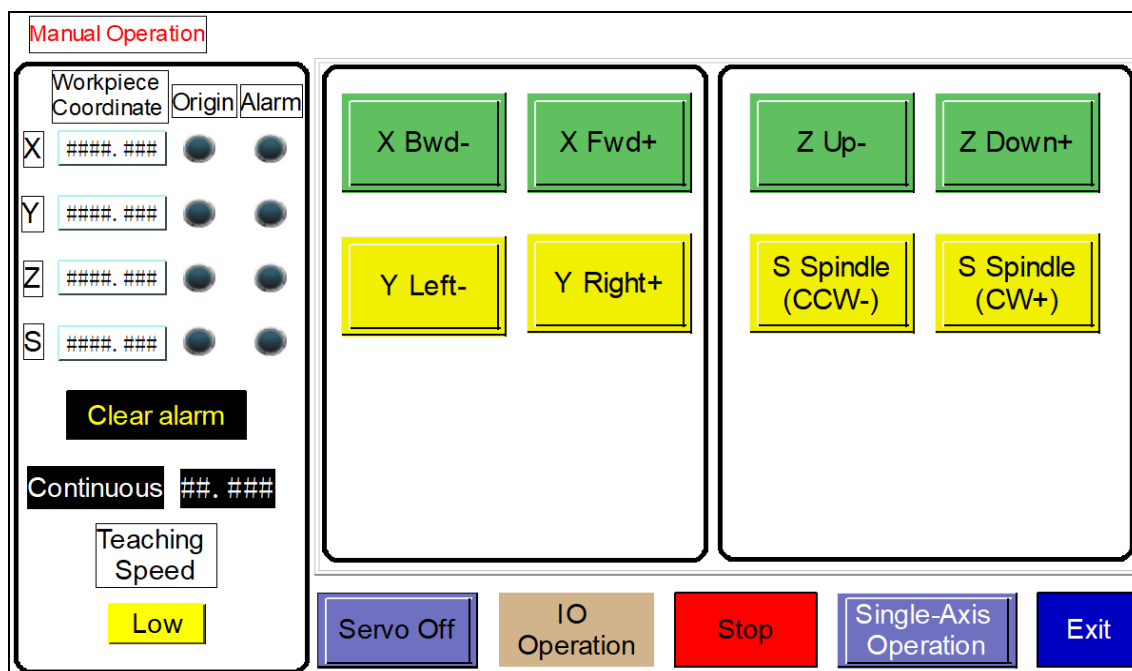 Manual Operation
Workpiece
Coordinate
Origin
Alarm
X
####. ###
Y
####. ###
Z
####. ###
S
####. ###
Clear alarm
Continuous
##. ###
Teaching
Speed
Low
X Bwd-
X Fwd+
Z Up-
Z Down+
Y Left-
Y Right+
S Spindle
(CCW-)
S Spindle
(CW+)
Servo Off
IO
Operation
Stop
Single-Axis
Operation
Exit